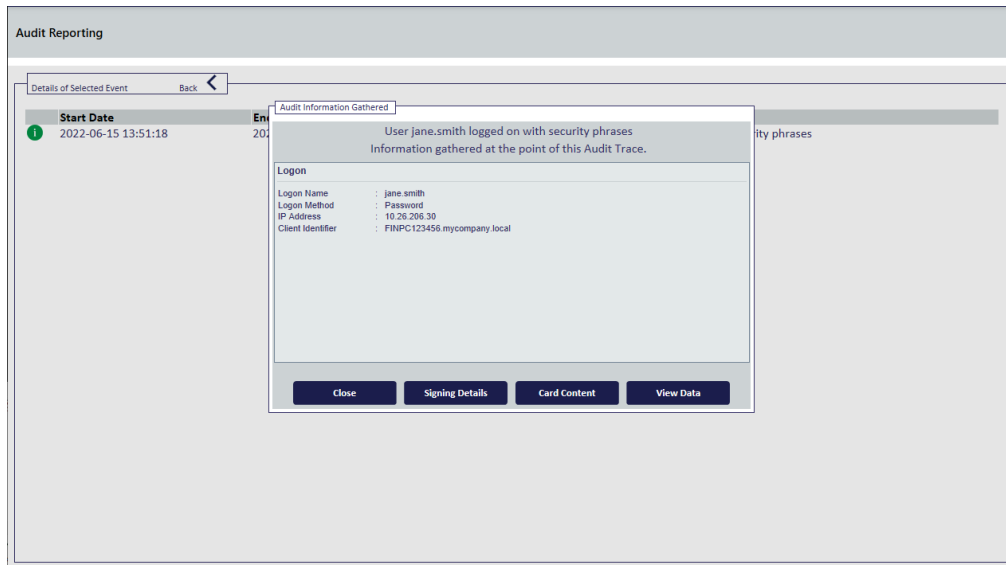 Audit Reporting
Details of Selected Event Back
Start Date
2022-06-15 13:51:18
Audit Information Gathered
User jane.smith logged on with security phrases
Information gathered at the point of this Audit Trace.
Logon
Logon Name : jane.smith
Logon Method : Password
IP Address : 10.26.206.30
Client Identifier : FINPC123456.mycompany.local
phrases
Close Signing Details Card Content View Data